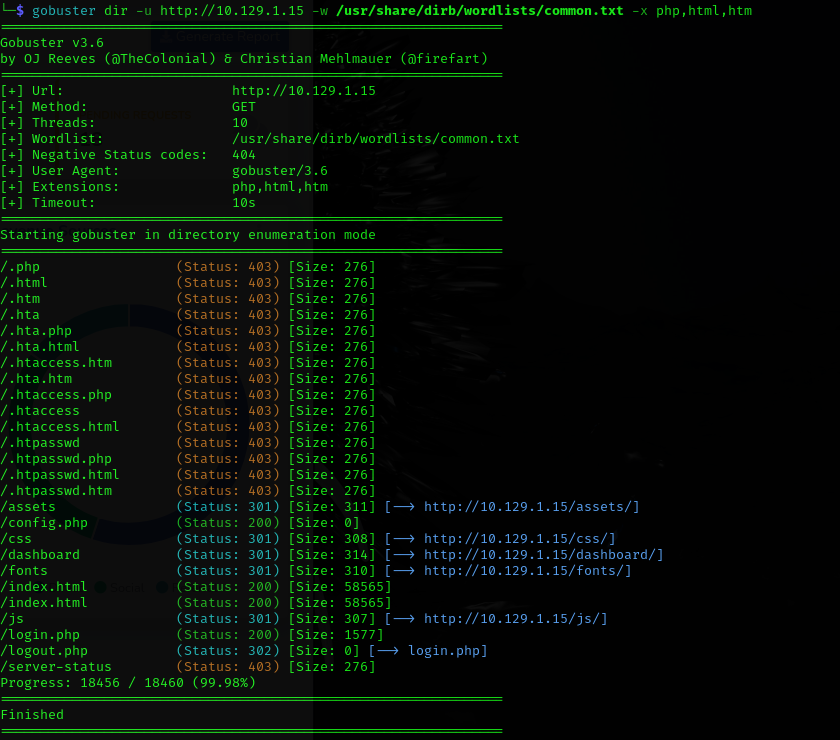 └─$ gobuster dir -u http://10.129.1.15 -w /usr/share/dirb/wordlists/common.txt -x php,html,htm
===============================================================
Gobuster v3.6
by OJ Reeves (@TheColonial) & Christian Mehlmauer (@firefart)
===============================================================
[+] Url:                     http://10.129.1.15
[+] Method:                  GET
[+] Threads:                 10
[+] Wordlist:                /usr/share/dirb/wordlists/common.txt
[+] Negative Status codes:   404
[+] User Agent:              gobuster/3.6
[+] Extensions:              php,html,htm
[+] Timeout:                 10s
===============================================================
Starting gobuster in directory enumeration mode
===============================================================
/.php                 (Status: 403) [Size: 276]
/.html                (Status: 403) [Size: 276]
/.htm                 (Status: 403) [Size: 276]
/.hta                 (Status: 403) [Size: 276]
/.hta.php             (Status: 403) [Size: 276]
/.hta.html            (Status: 403) [Size: 276]
/.htaccess.htm        (Status: 403) [Size: 276]
/.hta.htm             (Status: 403) [Size: 276]
/.htaccess.php        (Status: 403) [Size: 276]
/.htaccess            (Status: 403) [Size: 276]
/.htaccess.html       (Status: 403) [Size: 276]
/.htpasswd            (Status: 403) [Size: 276]
/.htpasswd.php        (Status: 403) [Size: 276]
/.htpasswd.html       (Status: 403) [Size: 276]
/.htpasswd.htm        (Status: 403) [Size: 276]
/assets               (Status: 301) [Size: 311] [--> http://10.129.1.15/assets/]
/config.php           (Status: 200) [Size: 0]
/css                  (Status: 301) [Size: 308] [--> http://10.129.1.15/css/]
/dashboard            (Status: 301) [Size: 314] [--> http://10.129.1.15/dashboard/]
/fonts                (Status: 301) [Size: 310] [--> http://10.129.1.15/fonts/]
/index.html           (Status: 200) [Size: 58565]
/index.html           (Status: 200) [Size: 58565]
/js                   (Status: 301) [Size: 307] [--> http://10.129.1.15/js/]
/login.php            (Status: 200) [Size: 1577]
/logout.php           (Status: 302) [Size: 0] [--> login.php]
/server-status        (Status: 403) [Size: 276]
Progress: 18456 / 18460 (99.98%)
===============================================================
Finished
===============================================================